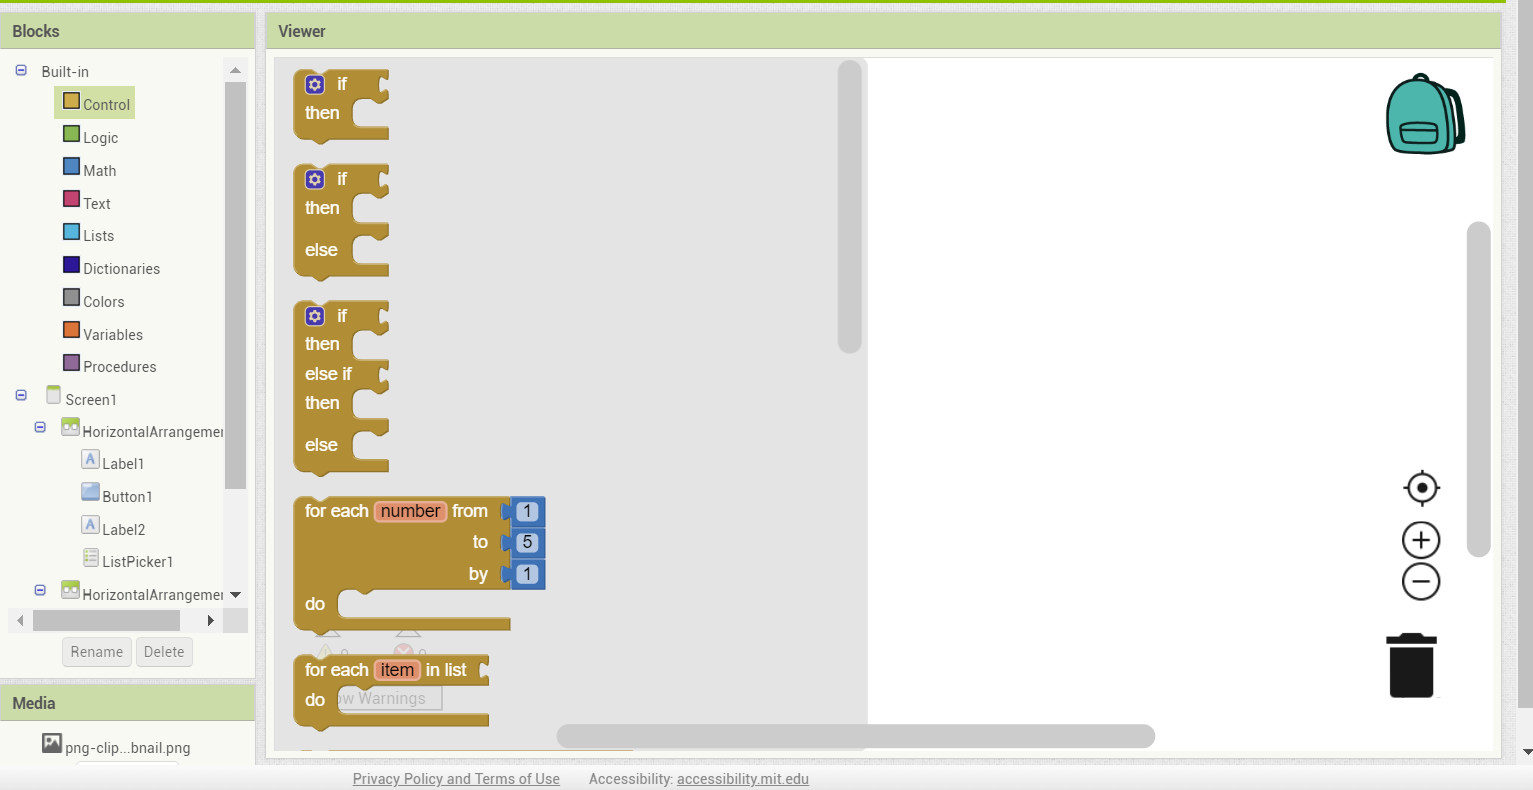 Blocks
Built-in
Control
Logic
Math
Text
Lists
Dictionaries
Colors
Variables
Procedures
Screen1
HorizontalArrangemer
Label1
Button1
Label2
ListPicker1
HorizontalArrangemer
Rename Delete
Media
png-clip...bnail.png
Viewer
if
then
if
then
else
if
then
else if
then
else
for each number from 1
to 5
by 1
do
0 0
for each item in list
do
ow Warnings
Privacy Policy and Terms of Use Accessibility: accessibility.mit.edu